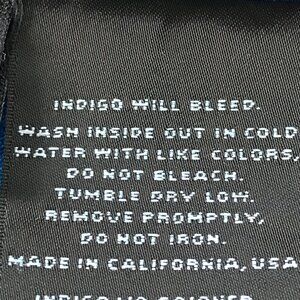 INDIGO WILL BLEED.
WASH INSIDE OUT IN COLD
WATER WITH LIKE COLORS.
DO NOT BLEACH.
TUMBLE DRY LOW.
REMOVE PROMPTLY,
DO NOT IRON.
MADE IN CALIFORNIA, USA
INDIGO